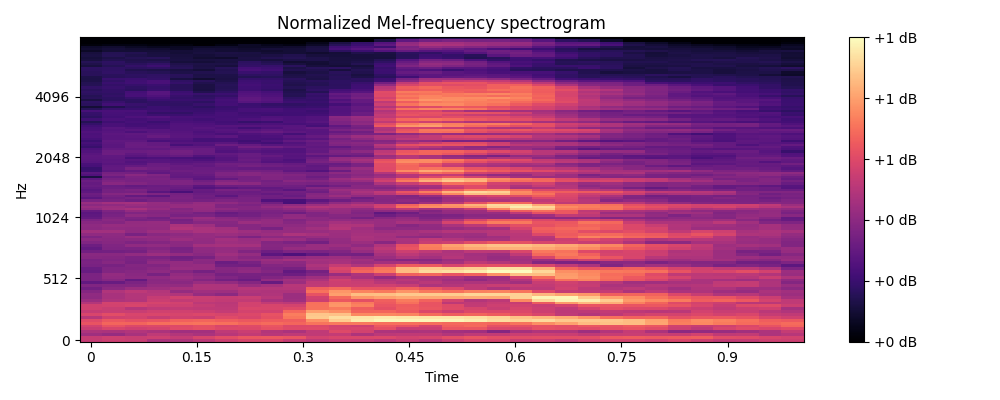 Normalized Mel-frequency spectrogram
Hz
4096
2048
1024
512
0
0 0.15 0.3 0.45 0.6 0.75 0.9
Time
+1 dB
+1 dB
+1 dB
+0 dB
+0 dB
+0 dB